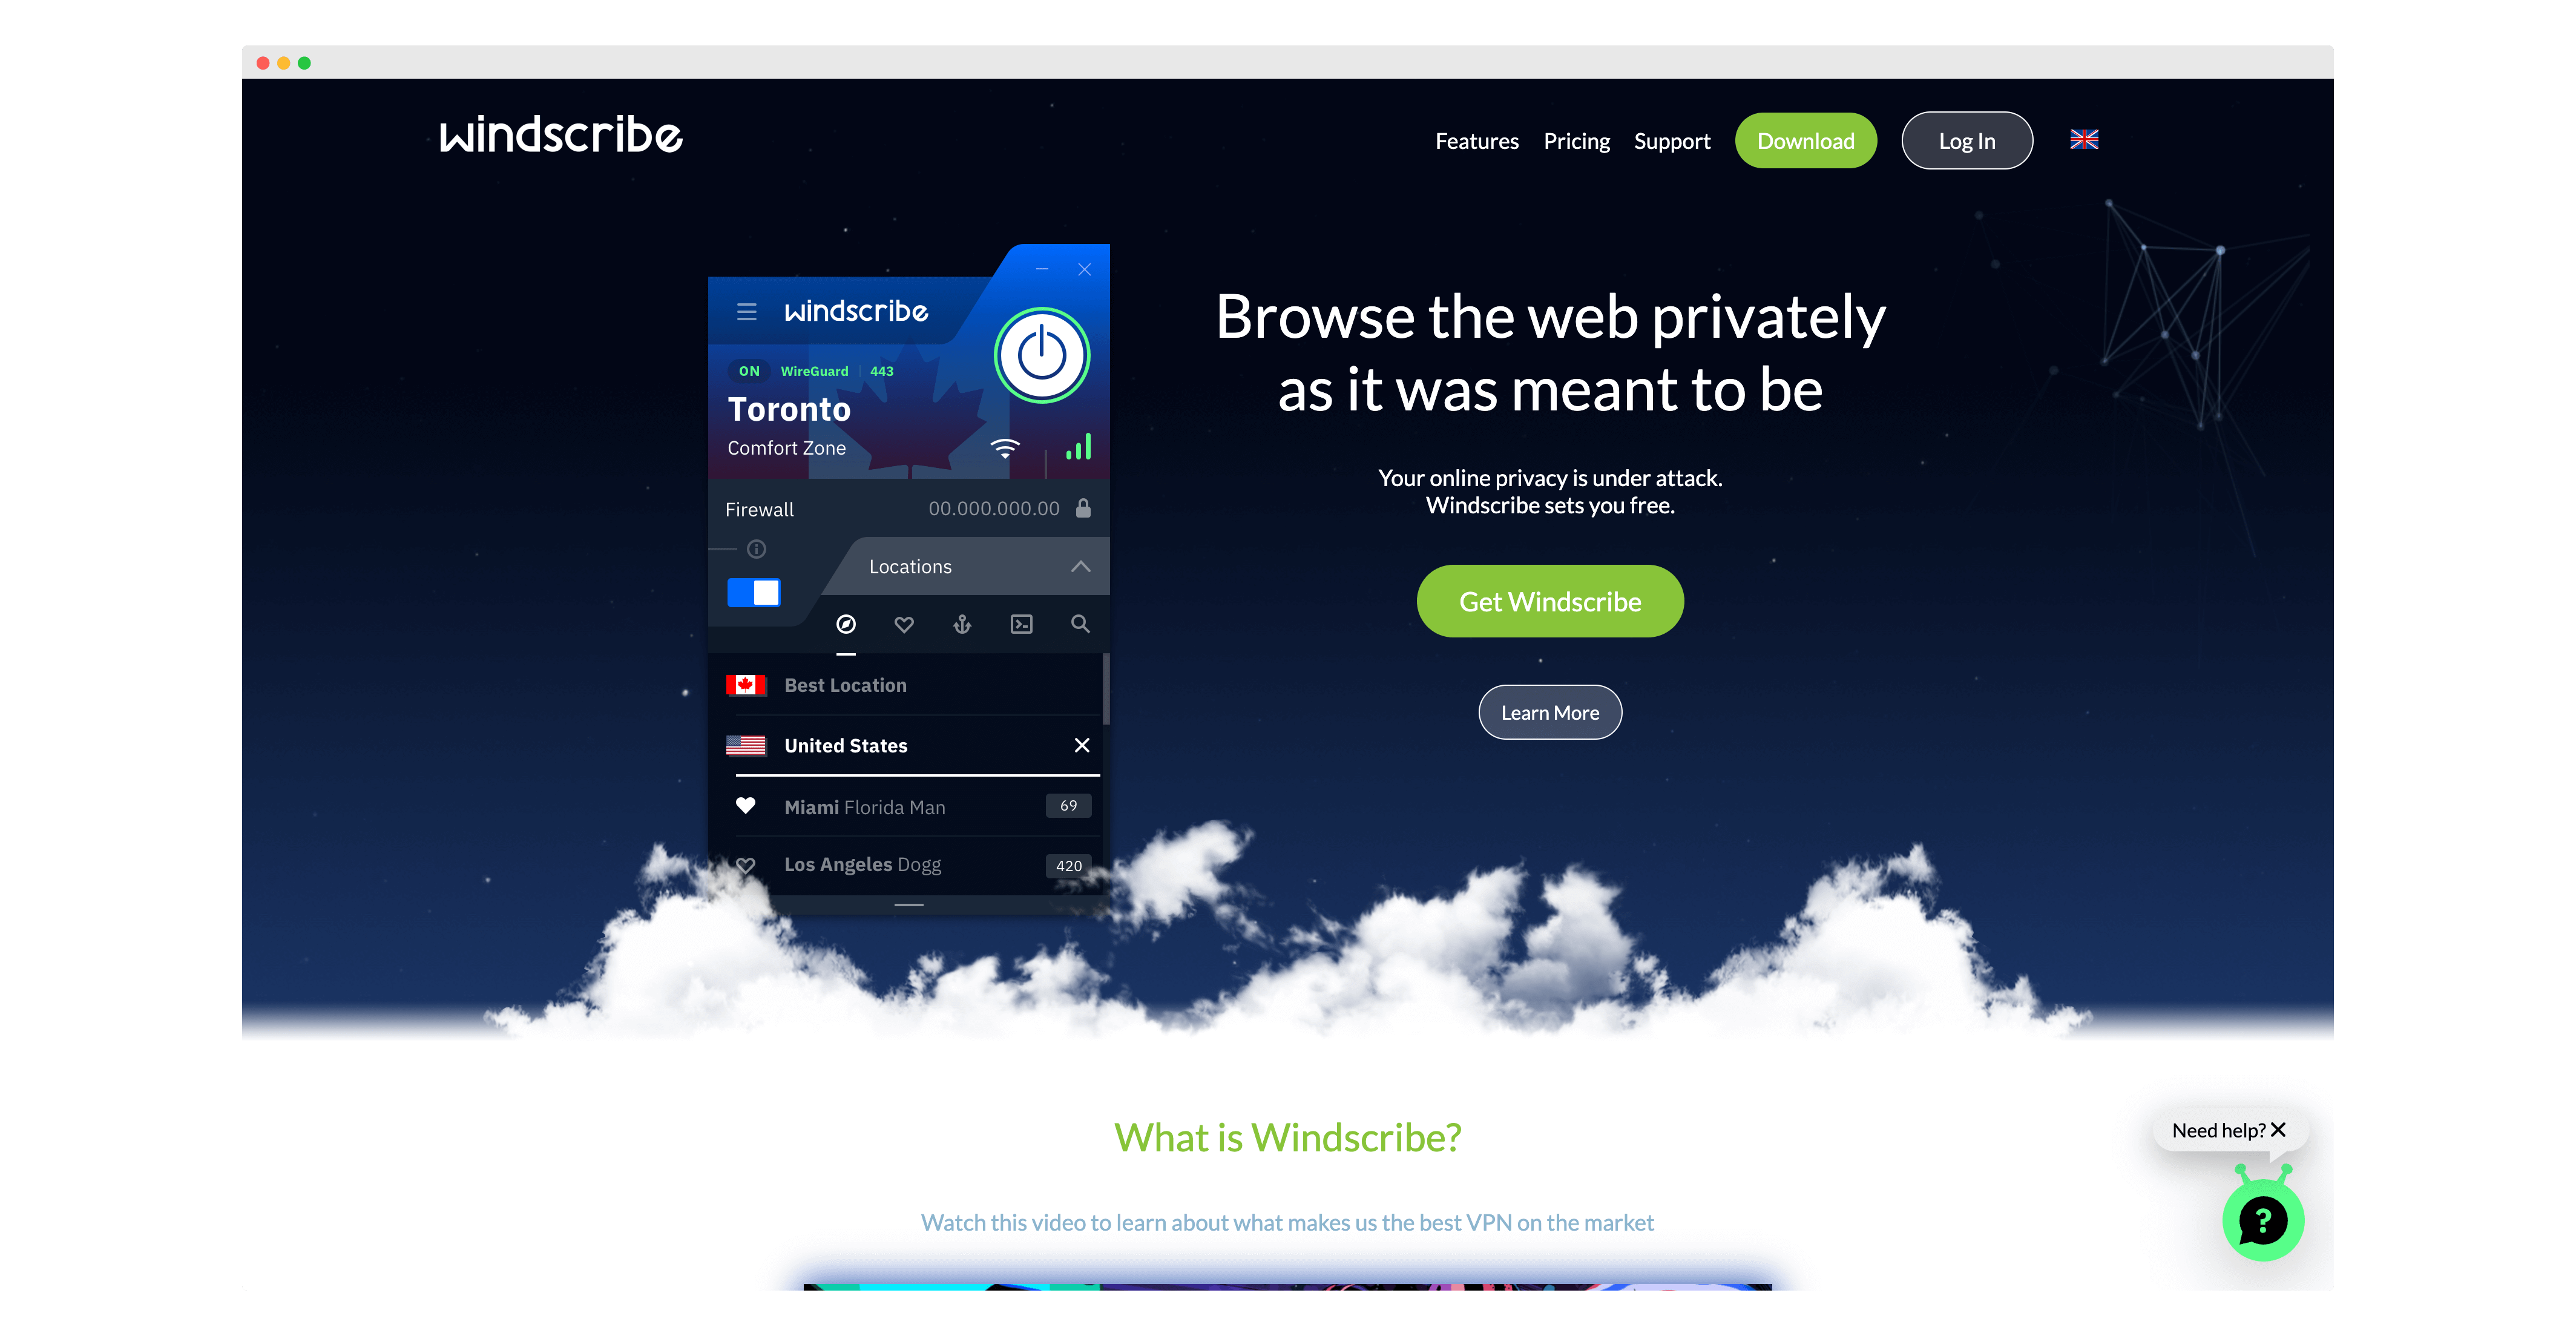 windscribe
Features Pricing Support Download Log In
windscribe
ON WireGuard 443
Toronto
Comfort Zone
Firewall 00.000.000.00
Locations
Best Location
United States
Miami Florida Man 69
Los Angeles Dogg 420
Browse the web privately
as it was meant to be
Your online privacy is under attack.
Windscribe sets you free.
Get Windscribe
Learn More
What is Windscribe?
Watch this video to learn about what makes us the best VPN on the market
Need help?
?